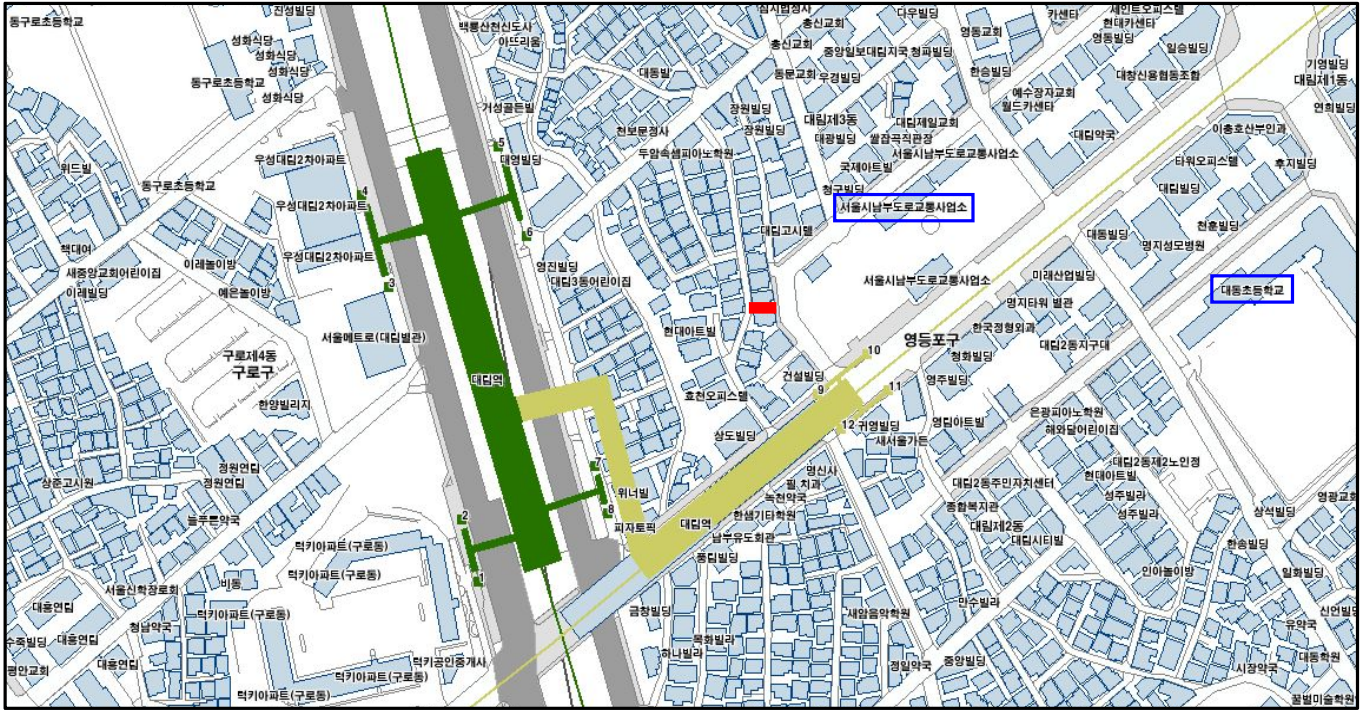 동구로초등학교
진성빌딩
성화식당
성화식당
성화식당
동구로초등학교
성화식당
백룡산천신도사
아뜨리움
대동빌
총신교회
다우빌딩
총신교회
중앙일보대림지국
청파빌딩
영동교회
카센타
세인트오피스텔
현대카센타
영동빌딩
일승빌딩
기영빌딩
대림제1동
동문교회
우경빌딩
한승빌딩
대창신용협동조합
예수장자교회
월드카센타
연희빌딩
거성골든빌
장원빌딩
장원빌딩
대림제3동
대광빌딩
대림제일교회
쌀잡곡직판장
대림약국
이총호산부인과
천보문정사
5
대영빌딩
두암속셈피아노학원
국제아트빌
서울시남부도로교통사업소
타워오피스텔
후지빌딩
위드빌
우성대림2차아파트
동구로초등학교
4
우성대림2차아파트
청구빌딩
서울시남부도로교통사업소
대림빌딩
천훈빌딩
6
대림고시텔
대동빌딩
명지성모병원
책대여
우성대림2차아파트
새중앙교회어린이집
이레놀이방
이레빌딩
예은놀이방
3
영진빌딩
대림3동어린이집
서울시남부도로교통사업소
미래산업빌딩
대동초등학교
명지타워 별관
현대아트빌
서울메트로(대림별관)
한국정형외과
대림2동지구대
영등포구
구로제4동
구로구
대림역
청화빌딩
10
건설빌딩
9
11
영주빌딩
한양빌리지
효천오피스텔
12
귀영빌딩
영림아트빌
은광피아노학원
해와달어린이집
상도빌딩
새서울가든
정원연립
정원연립
상준고시원
7
영신사
필 치과
녹천약국
대림2동제2노인정
현대아트빌
대림2동주민자치센터
성주빌라
성주빌라
영광교회
위너빌
8
종합복지관
상석빌딩
늘푸른약국
2
피자토픽
대림역
한샘기타학원
대림제2동
남부유도회관
대림시티빌
한송빌딩
럭키아파트(구로동)
풍림빌딩
럭키아파트(구로동)
1
비동
서울신학장로회
인아놀이방
일화빌딩
대흥연립
럭키아파트(구로동)
금창빌딩
만수빌라
새암음악학원
신언빌딩
유약국
청남약국
수죽빌딩
대흥연립
목화빌라
하나빌라
평안교회
대흥연립
럭키아파트(구로동)
럭키공인중개사
정일약국
중앙빌딩
시장약국
대동학원
럭키아파트(구로동)
꿀벌미술학원